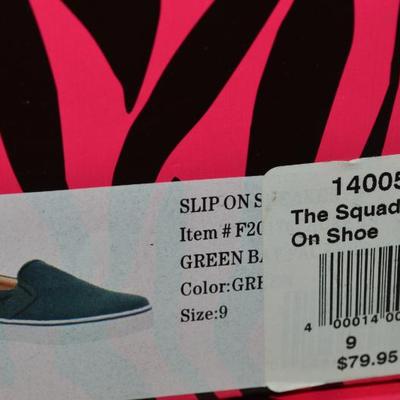 SLIP ON
Item # F20
GREEN
Color:GRE
Size:9
14005
The Squad
On Shoe
4 00014 00
9
$79.95